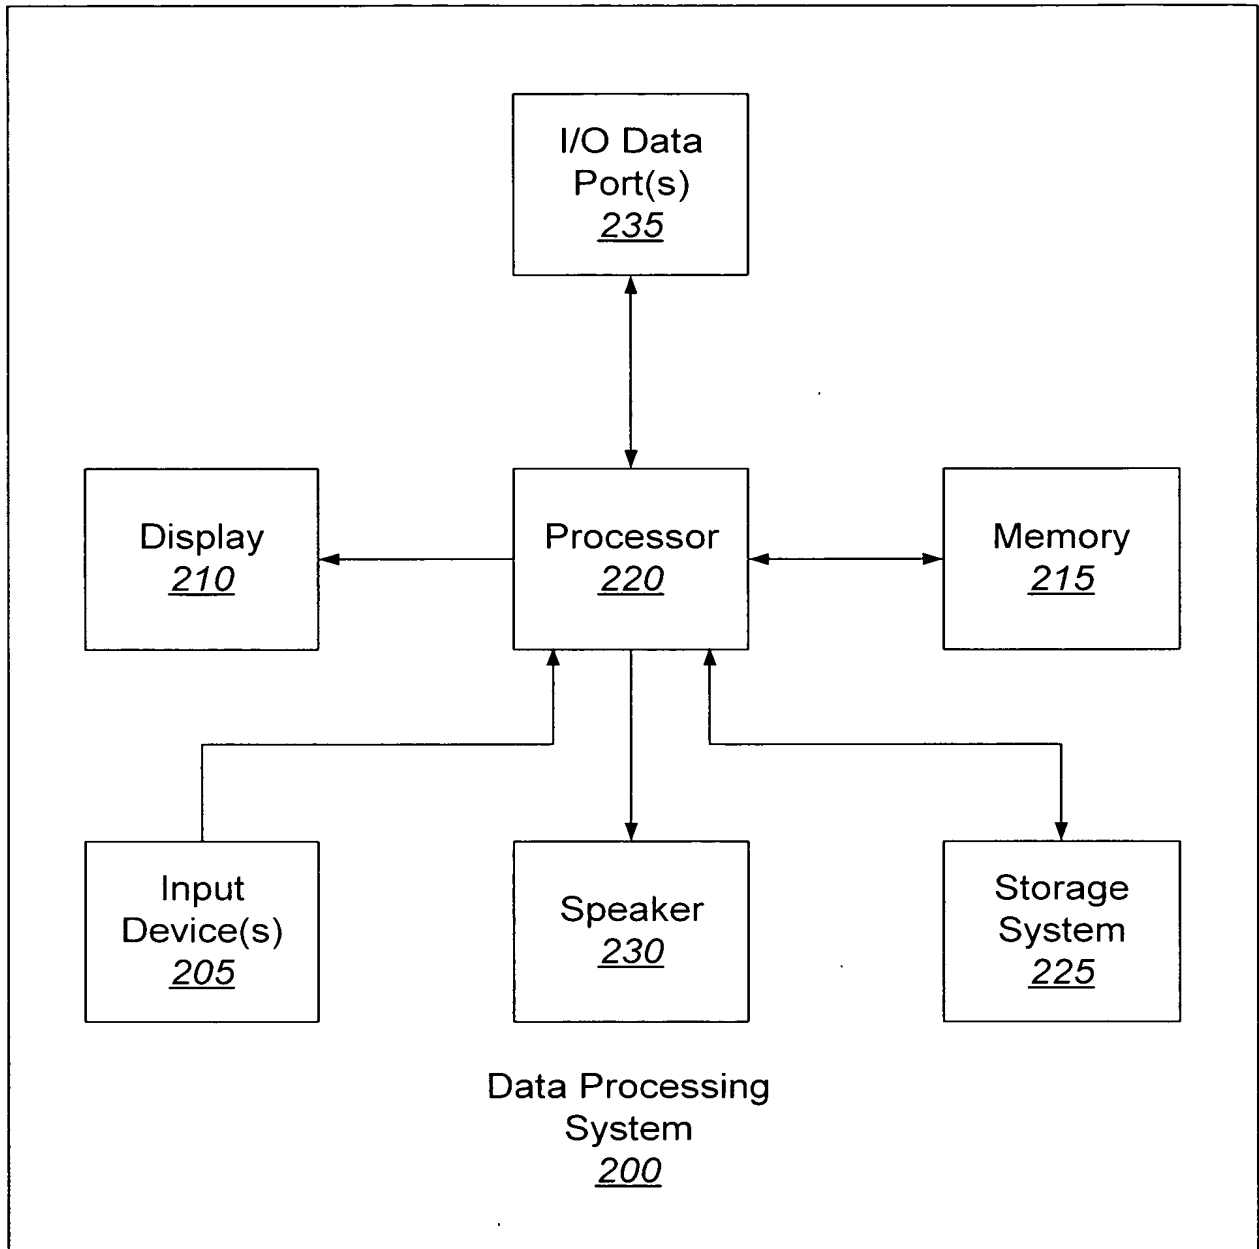 I/O Data
Port(s)
235
Display
210
Processor
220
Memory
215
Input
Device(s)
205
Speaker
230
Storage
System
225
Data Processing
System
200